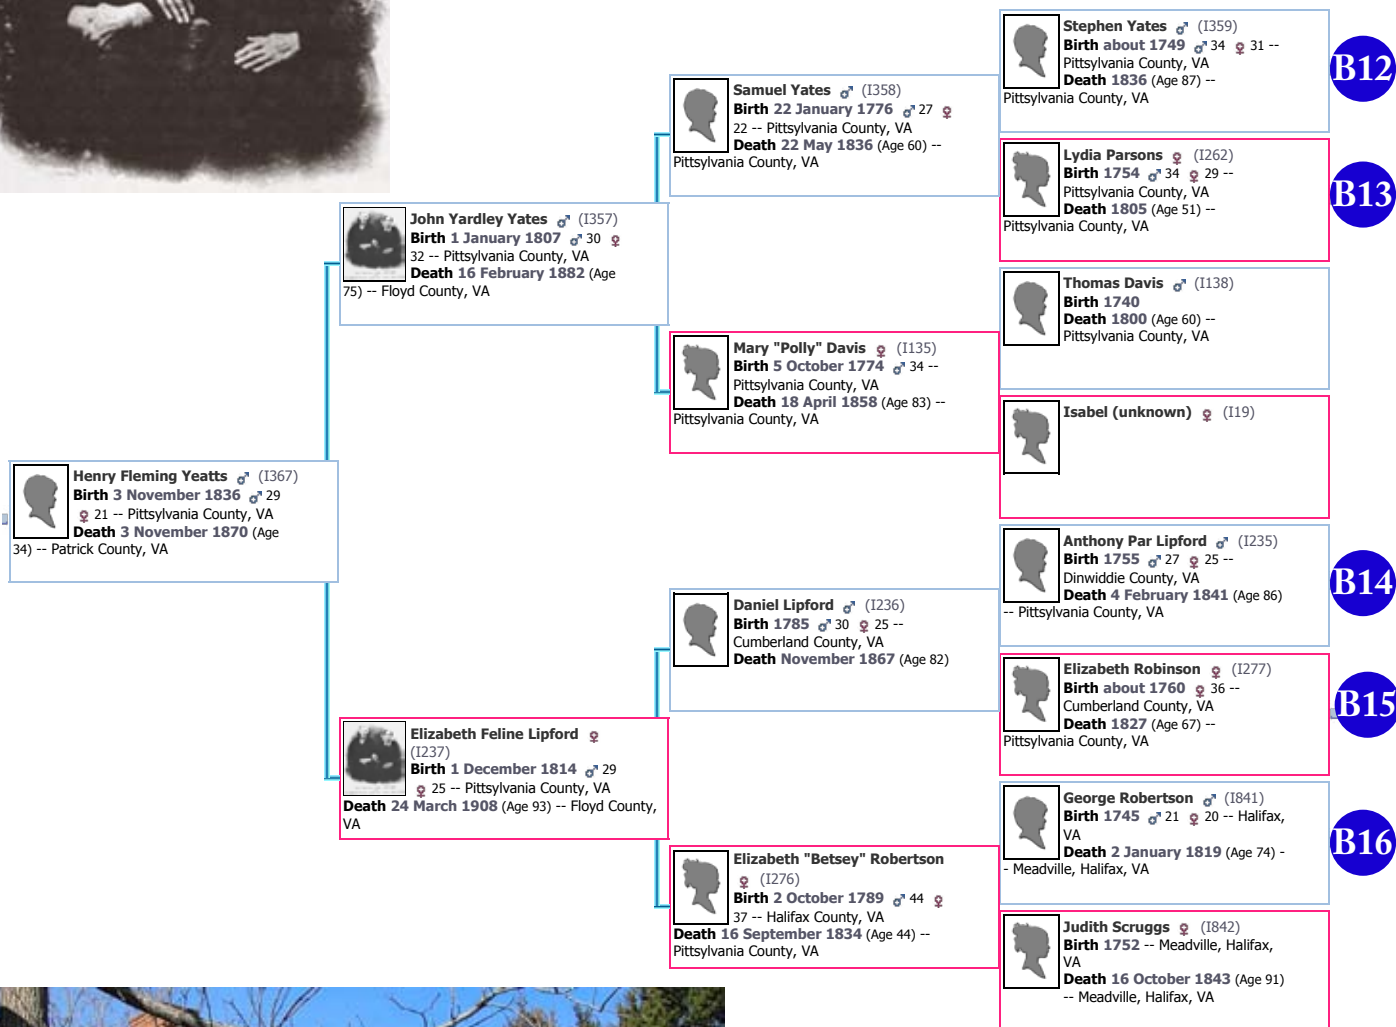 Stephen Yates ♂ (I359)
Birth about 1749 ♂ 34 ♀ 31 --
Pittsylvania County, VA
Death 1836 (Age 87) --
Pittsylvania County, VA
B12
Samuel Yates ♂ (I358)
Birth 22 January 1776 ♂ 27 ♀
22 -- Pittsylvania County, VA
Death 22 May 1836 (Age 60) --
Pittsylvania County, VA
Lydia Parsons ♀ (I262)
Birth 1754 ♂ 34 ♀ 29 --
Pittsylvania County, VA
Death 1805 (Age 51) --
Pittsylvania County, VA
B13
John Yardley Yates ♂ (I357)
Birth 1 January 1807 ♂ 30 ♀
32 -- Pittsylvania County, VA
Death 16 February 1882 (Age
75) -- Floyd County, VA
Thomas Davis ♂ (I138)
Birth 1740
Death 1800 (Age 60) --
Pittsylvania County, VA
Mary "Polly" Davis ♀ (I135)
Birth 5 October 1774 ♂ 34 --
Pittsylvania County, VA
Death 18 April 1858 (Age 83) --
Pittsylvania County, VA
Isabel (unknown) ♀ (I19)
Henry Fleming Yeatts ♂ (I367)
Birth 3 November 1836 ♂ 29
♀ 21 -- Pittsylvania County, VA
Death 3 November 1870 (Age
34) -- Patrick County, VA
Anthony Par Lipford ♂ (I235)
Birth 1755 ♂ 27 ♀ 25 --
Dinwiddie County, VA
Death 4 February 1841 (Age 86)
-- Pittsylvania County, VA
B14
Daniel Lipford ♂ (I236)
Birth 1785 ♂ 30 ♀ 25 --
Cumberland County, VA
Death November 1867 (Age 82)
Elizabeth Robinson ♀ (I277)
Birth about 1760 ♀ 36 --
Cumberland County, VA
Death 1827 (Age 67) --
Pittsylvania County, VA
B15
Elizabeth Feline Lipford ♀
(I237)
Birth 1 December 1814 ♂ 29
♀ 25 -- Pittsylvania County, VA
Death 24 March 1908 (Age 93) -- Floyd County,
VA
George Robertson ♂ (I841)
Birth 1745 ♂ 21 ♀ 20 -- Halifax,
VA
Death 2 January 1819 (Age 74) -
- Meadville, Halifax, VA
B16
Elizabeth "Betsey" Robertson
♀ (I276)
Birth 2 October 1789 ♂ 44 ♀
37 -- Halifax County, VA
Death 16 September 1834 (Age 44) --
Pittsylvania County, VA
Judith Scruggs ♀ (I842)
Birth 1752 -- Meadville, Halifax,
VA
Death 16 October 1843 (Age 91)
-- Meadville, Halifax, VA